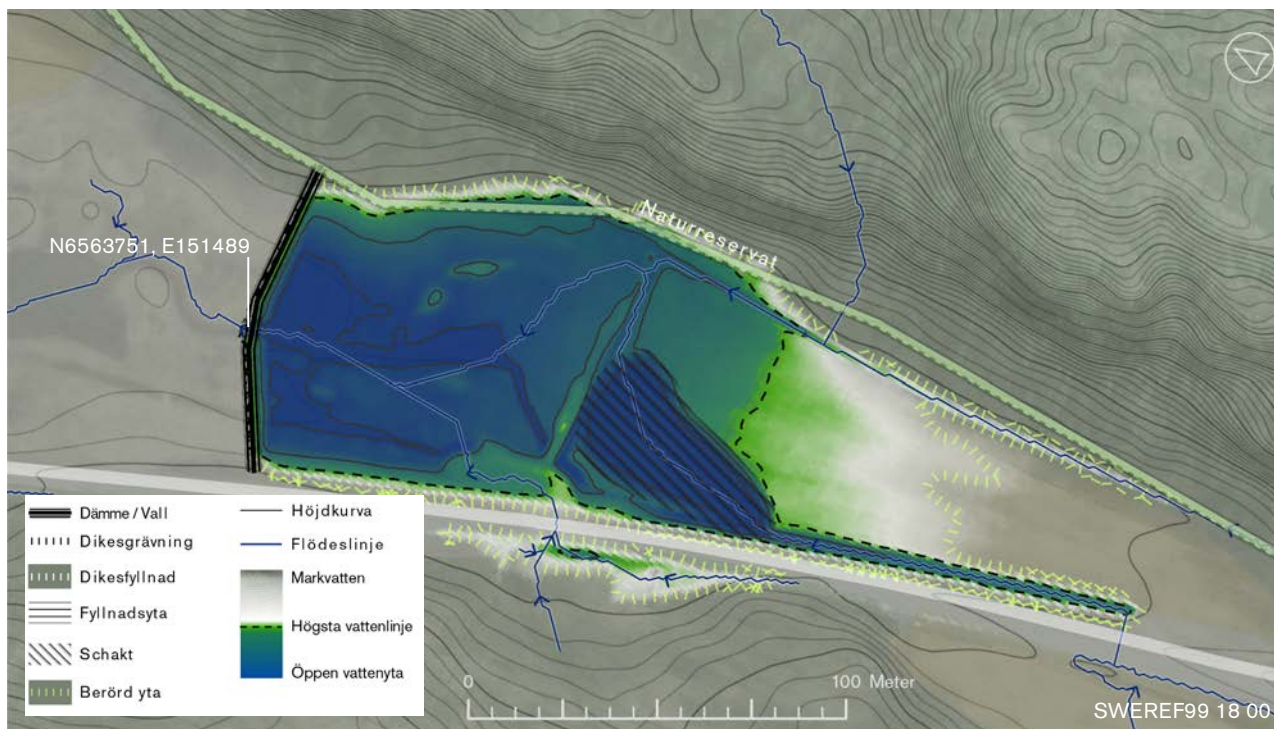 Naturreservat
N6563751, E151489
Dämme / Vall
Dikesgrävning
Dikesfyllnad
Fyllnadsyta
Schakt
Berörd yta
Höjdkurva
Flödeslinje
Markvatten
Högsta vattenlinje
Öppen vattenyta
0
100 Meter
SWEREF99 18 00